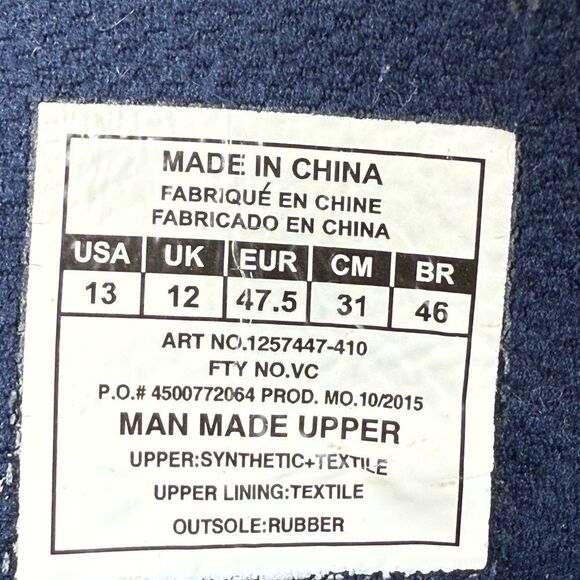 MADE IN CHINA
FABRIQUÉ EN CHINE
FABRICADO EN CHINA
USA UK EUR CM BR
13 12 47.5 31 46
ART NO.1257447-410
FTY NO.VC
P.O.# 4500772064 PROD. MO.10/2015
MAN MADE UPPER
UPPER:SYNTHETIC+TEXTILE
UPPER LINING:TEXTILE
OUTSOLE:RUBBER